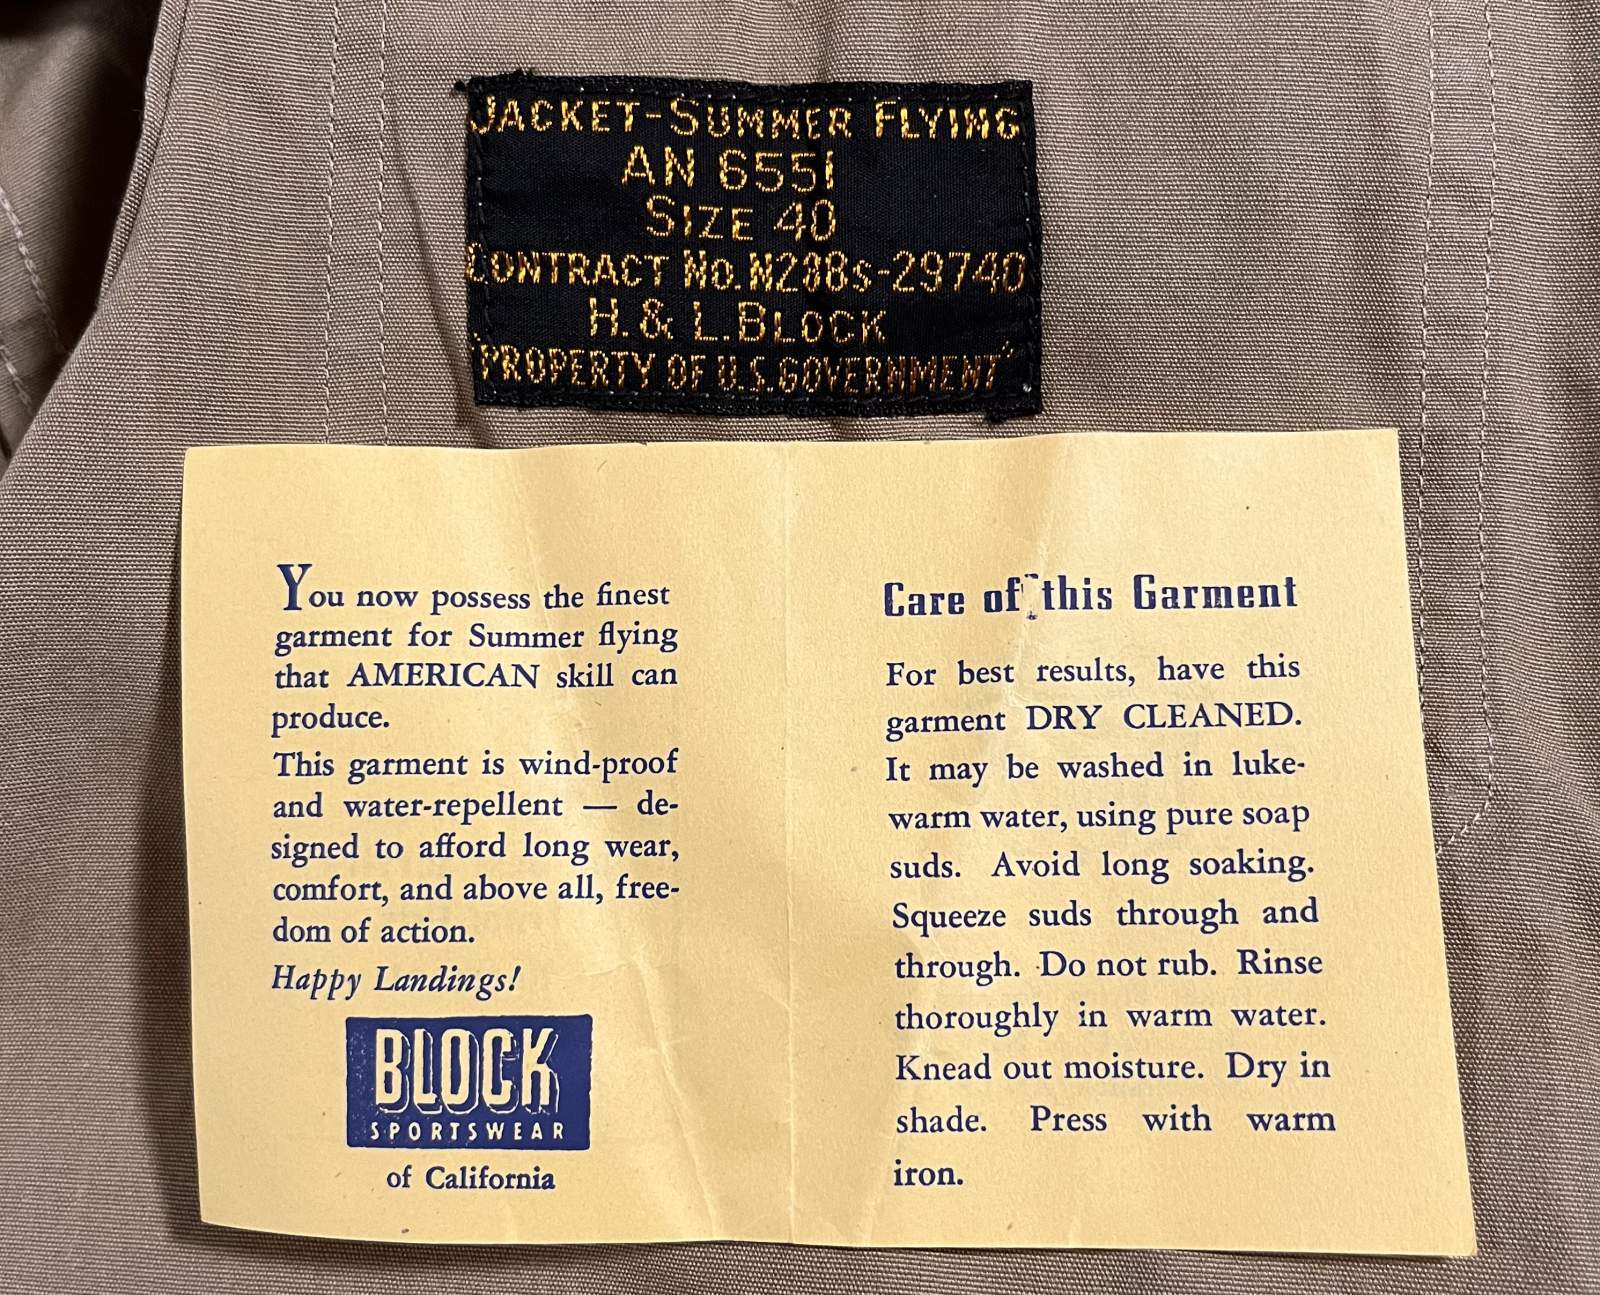 JACKET-SUMMER FLYING
AN 6551
SIZE 40
CONTRACT NO. N288s-29740
H. & L. BLOCK
PROPERTY OF U.S. GOVERNMENT
You now possess the finest
garment for Summer flying
that AMERICAN skill can
produce.
This garment is wind-proof
and water-repellent — de-
signed to afford long wear,
comfort, and above all, free-
dom of action.
Happy Landings!
BLOCK
SPORTSWEAR
of California
Care of this Garment
For best results, have this
garment DRY CLEANED.
It may be washed in luke-
warm water, using pure soap
suds. Avoid long soaking.
Squeeze suds through and
through. Do not rub. Rinse
thoroughly in warm water.
Knead out moisture. Dry in
shade. Press with warm
iron.